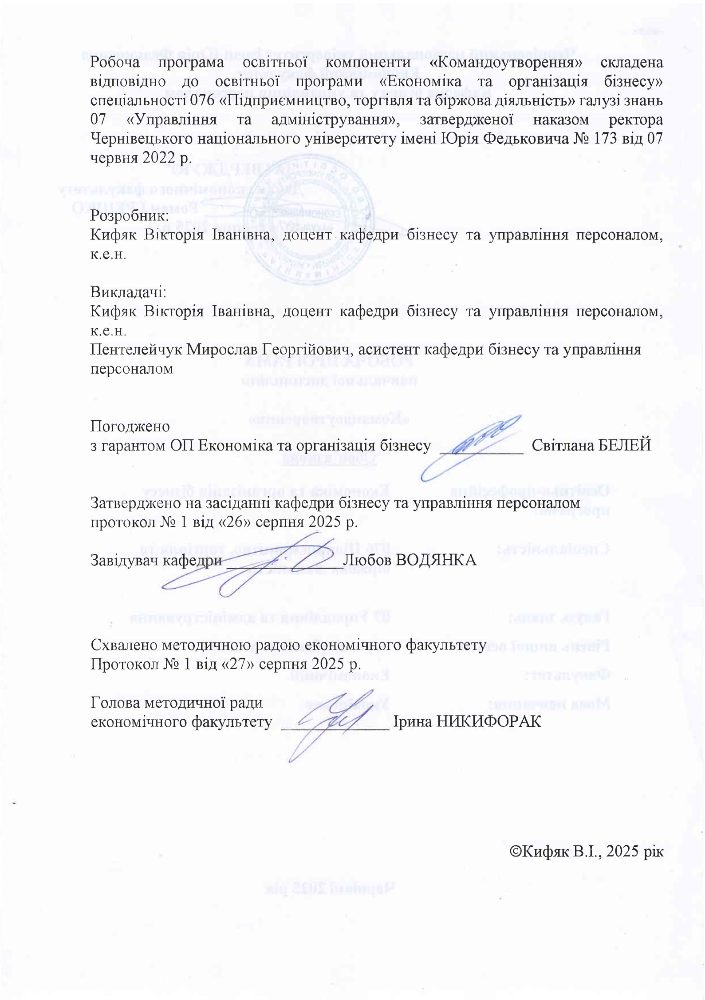 Робоча програма освітньої компоненти «Командоутворення» складена
відповідно до освітньої програми «Економіка та організація бізнесу»
спеціальності 076 «Підприємництво, торгівля та біржова діяльність» галузі знань
07 «Управління та адміністрування», затвердженої наказом ректора
Чернівецького національного університету імені Юрія Федьковича № 173 від 07
червня 2022 р.
Розробник:
Кифяк Вікторія Іванівна, доцент кафедри бізнесу та управління персоналом,
к.е.н.
Викладачі:
Кифяк Вікторія Іванівна, доцент кафедри бізнесу та управління персоналом,
к.е.н.
Пентелейчук Мирослав Георгійович, асистент кафедри бізнесу та управління
персоналом
Погоджено
з гарантом ОП Економіка та організація бізнесу __________ Світлана БЕЛЕЙ
Затверджено на засіданні кафедри бізнесу та управління персоналом
протокол № 1 від «26» серпня 2025 р.
Завідувач кафедри ______________ Любов ВОДЯНКА
Схвалено методичною радою економічного факультету
Протокол № 1 від «27» серпня 2025 р.
Голова методичної ради
економічного факультету _____________ Ірина НИКИФОРАК
©Кифяк В.І., 2025 рік